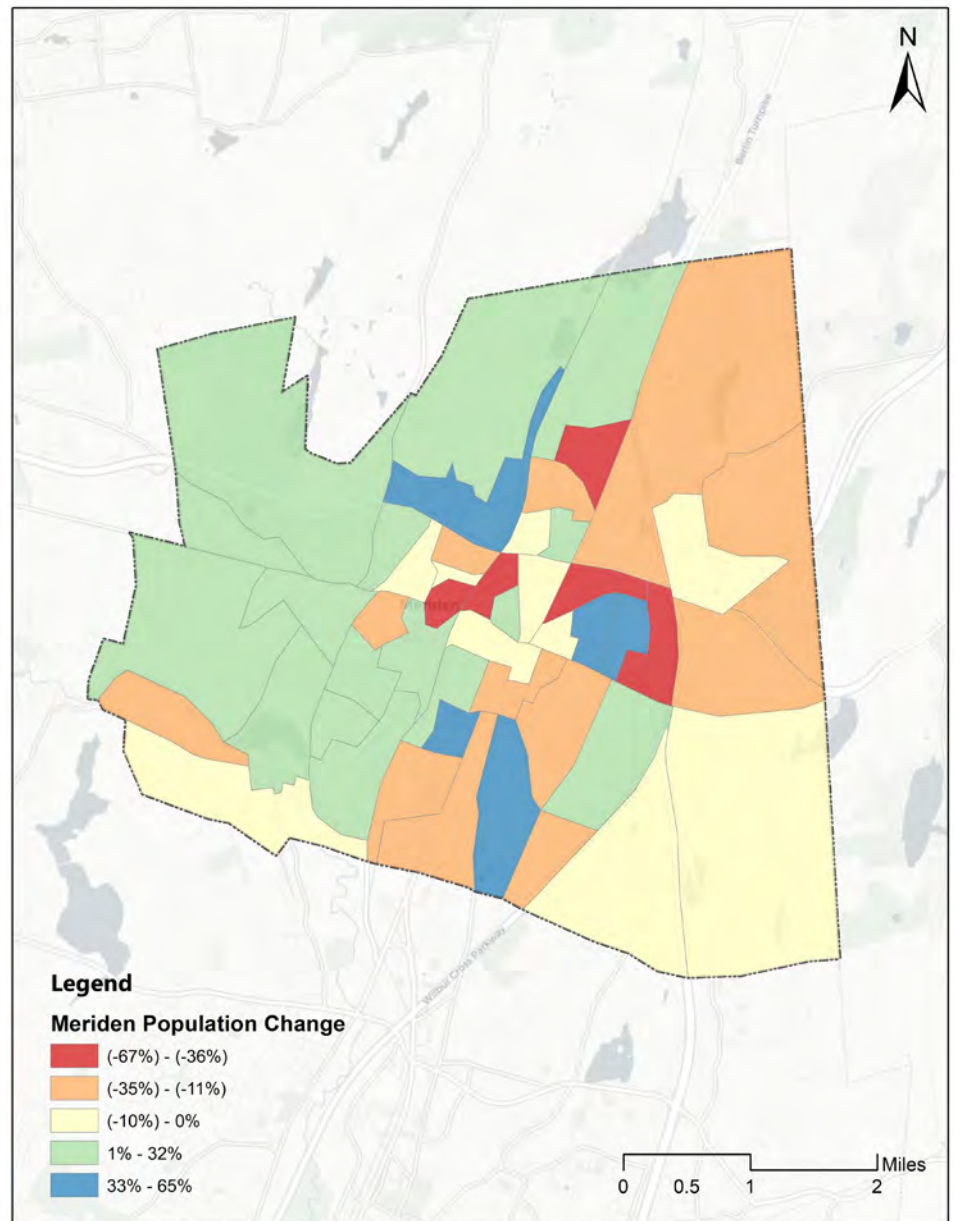 N
Berlin Turnpike
Meriden
Wilbur Cross Parkway
Legend
Meriden Population Change
(-67%) - (-36%)
(-35%) - (-11%)
(-10%) - 0%
1% - 32%
33% - 65%
Miles
0 0.5 1 2